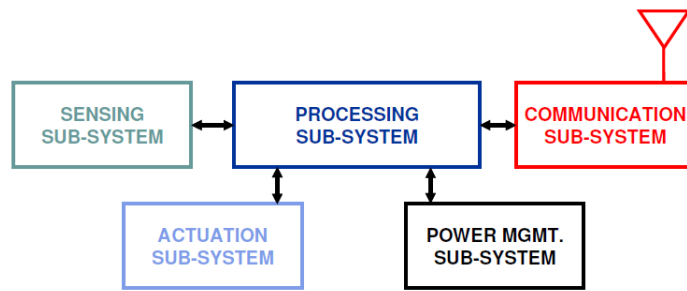 SENSING
SUB-SYSTEM
PROCESSING
SUB-SYSTEM
COMMUNICATION
SUB-SYSTEM
ACTUATION
SUB-SYSTEM
POWER MGMT.
SUB-SYSTEM